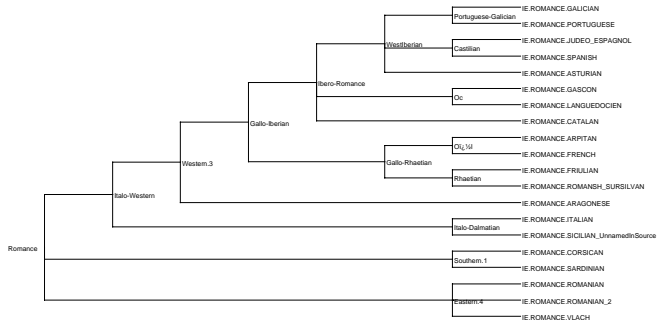 IE.ROMANCE.GALICIAN
Portuguese-Galician
IE.ROMANCE.PORTUGUESE
IE.ROMANCE.JUDEO_ESPAGNOL
WestIberian
Castilian
IE.ROMANCE.SPANISH
IE.ROMANCE.ASTURIAN
Ibero-Romance
IE.ROMANCE.GASCON
Oc
IE.ROMANCE.LANGUEDOCIEN
IE.ROMANCE.CATALAN
Gallo-Iberian
IE.ROMANCE.ARPITAN
Oï¿½l
IE.ROMANCE.FRENCH
Western.3
Gallo-Rhaetian
IE.ROMANCE.FRIULIAN
Rhaetian
IE.ROMANCE.ROMANSH_SURSILVAN
Italo-Western
IE.ROMANCE.ARAGONESE
IE.ROMANCE.ITALIAN
Italo-Dalmatian
IE.ROMANCE.SICILIAN_UnnamedInSource
Romance
IE.ROMANCE.CORSICAN
Southern.1
IE.ROMANCE.SARDINIAN
IE.ROMANCE.ROMANIAN
Eastern.4
IE.ROMANCE.ROMANIAN_2
IE.ROMANCE.VLACH